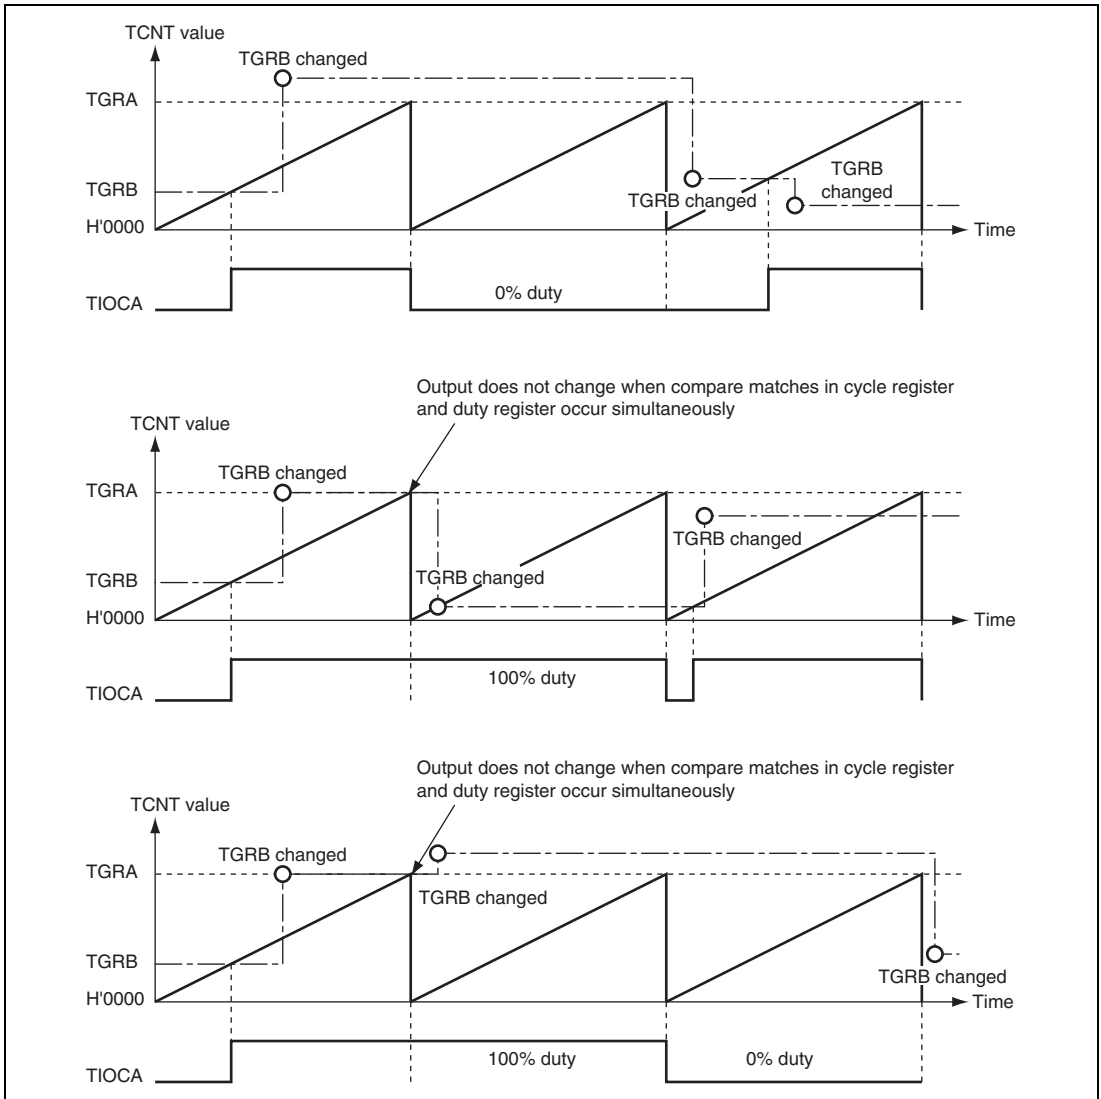 TCNT value
TGRB changed
TGRA
TGRB
TGRB changed
TGRB
changed
H'0000
Time
0% duty
TIOCA
Output does not change when compare matches in cycle register
and duty register occur simultaneously
TCNT value
TGRB changed
TGRA
TGRB changed
TGRB changed
TGRB
H'0000
Time
100% duty
TIOCA
Output does not change when compare matches in cycle register
and duty register occur simultaneously
TCNT value
TGRB changed
TGRA
TGRB changed
TGRB
TGRB changed
H'0000
Time
100% duty
0% duty
TIOCA